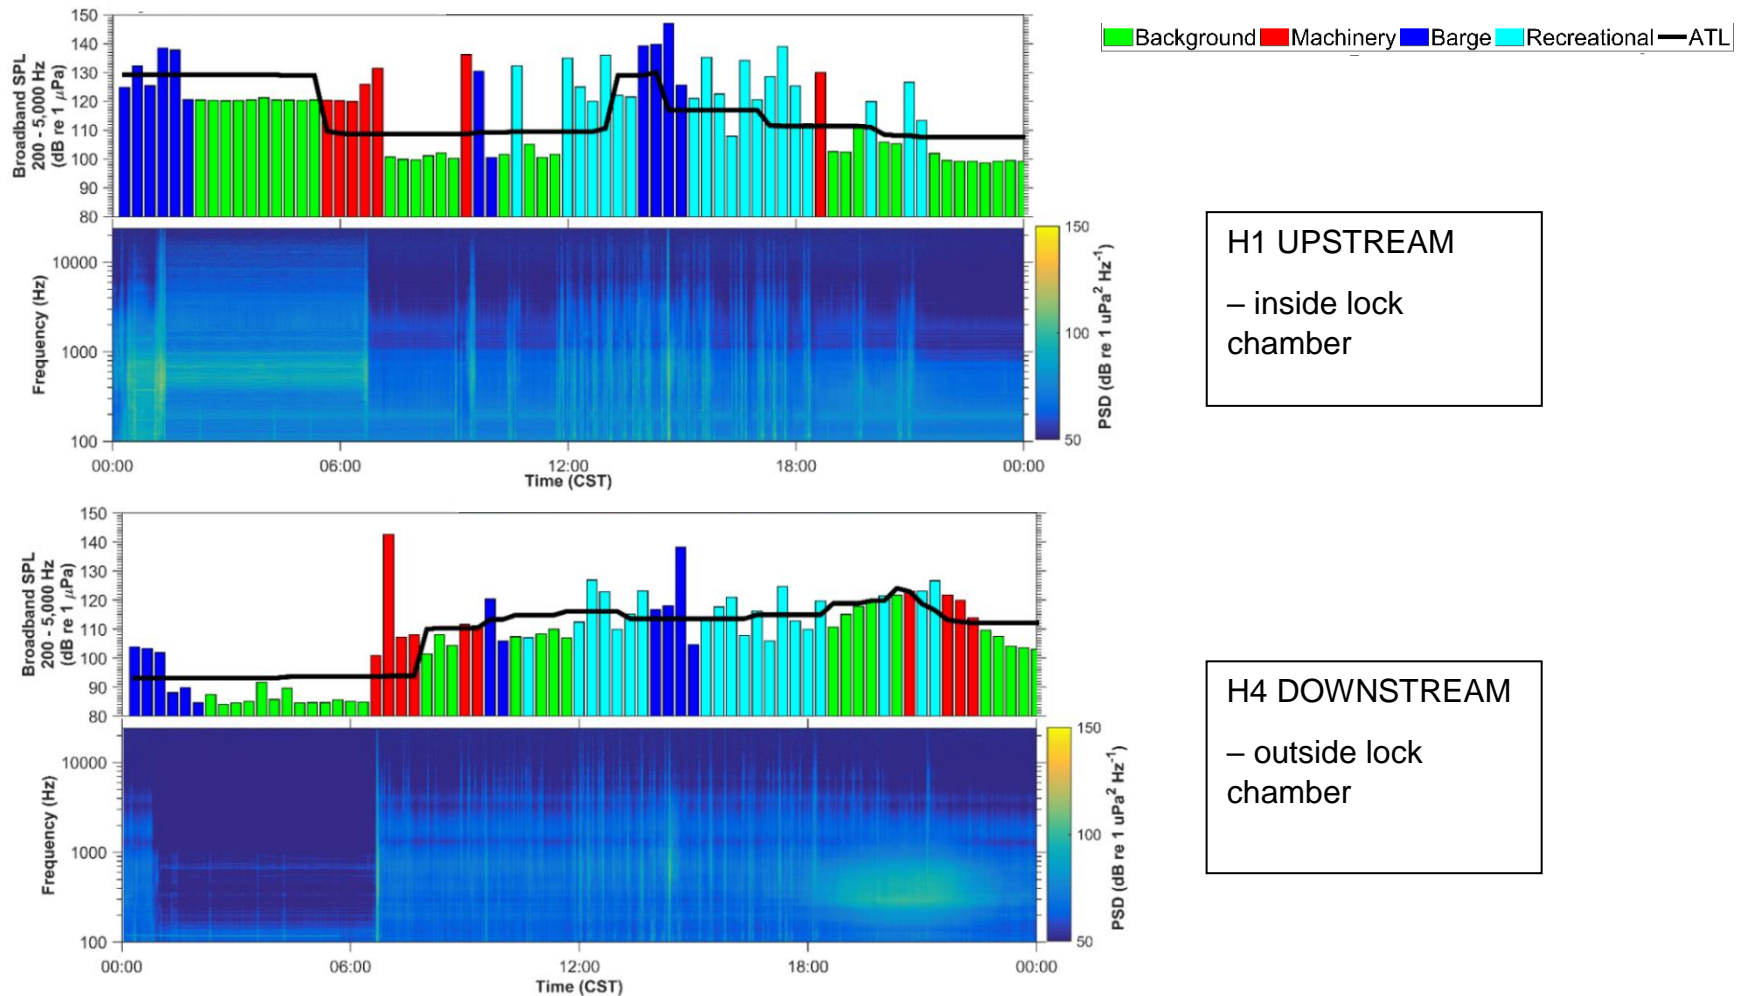 Background Machinery Barge Recreational ATL
Broadband SPL
200 - 5,000 Hz
(dB re 1 μPa)
150
140
130
120
110
100
90
80
Frequency (Hz)
10000
1000
100
150
100
50
PSD (dB re 1 uPa² Hz⁻¹)
00:00 06:00 12:00 18:00 00:00
Time (CST)
H1 UPSTREAM
– inside lock
chamber
Broadband SPL
200 - 5,000 Hz
(dB re 1 μPa)
150
140
130
120
110
100
90
80
Frequency (Hz)
10000
1000
100
150
100
50
PSD (dB re 1 uPa² Hz⁻¹)
00:00 06:00 12:00 18:00 00:00
Time (CST)
H4 DOWNSTREAM
– outside lock
chamber